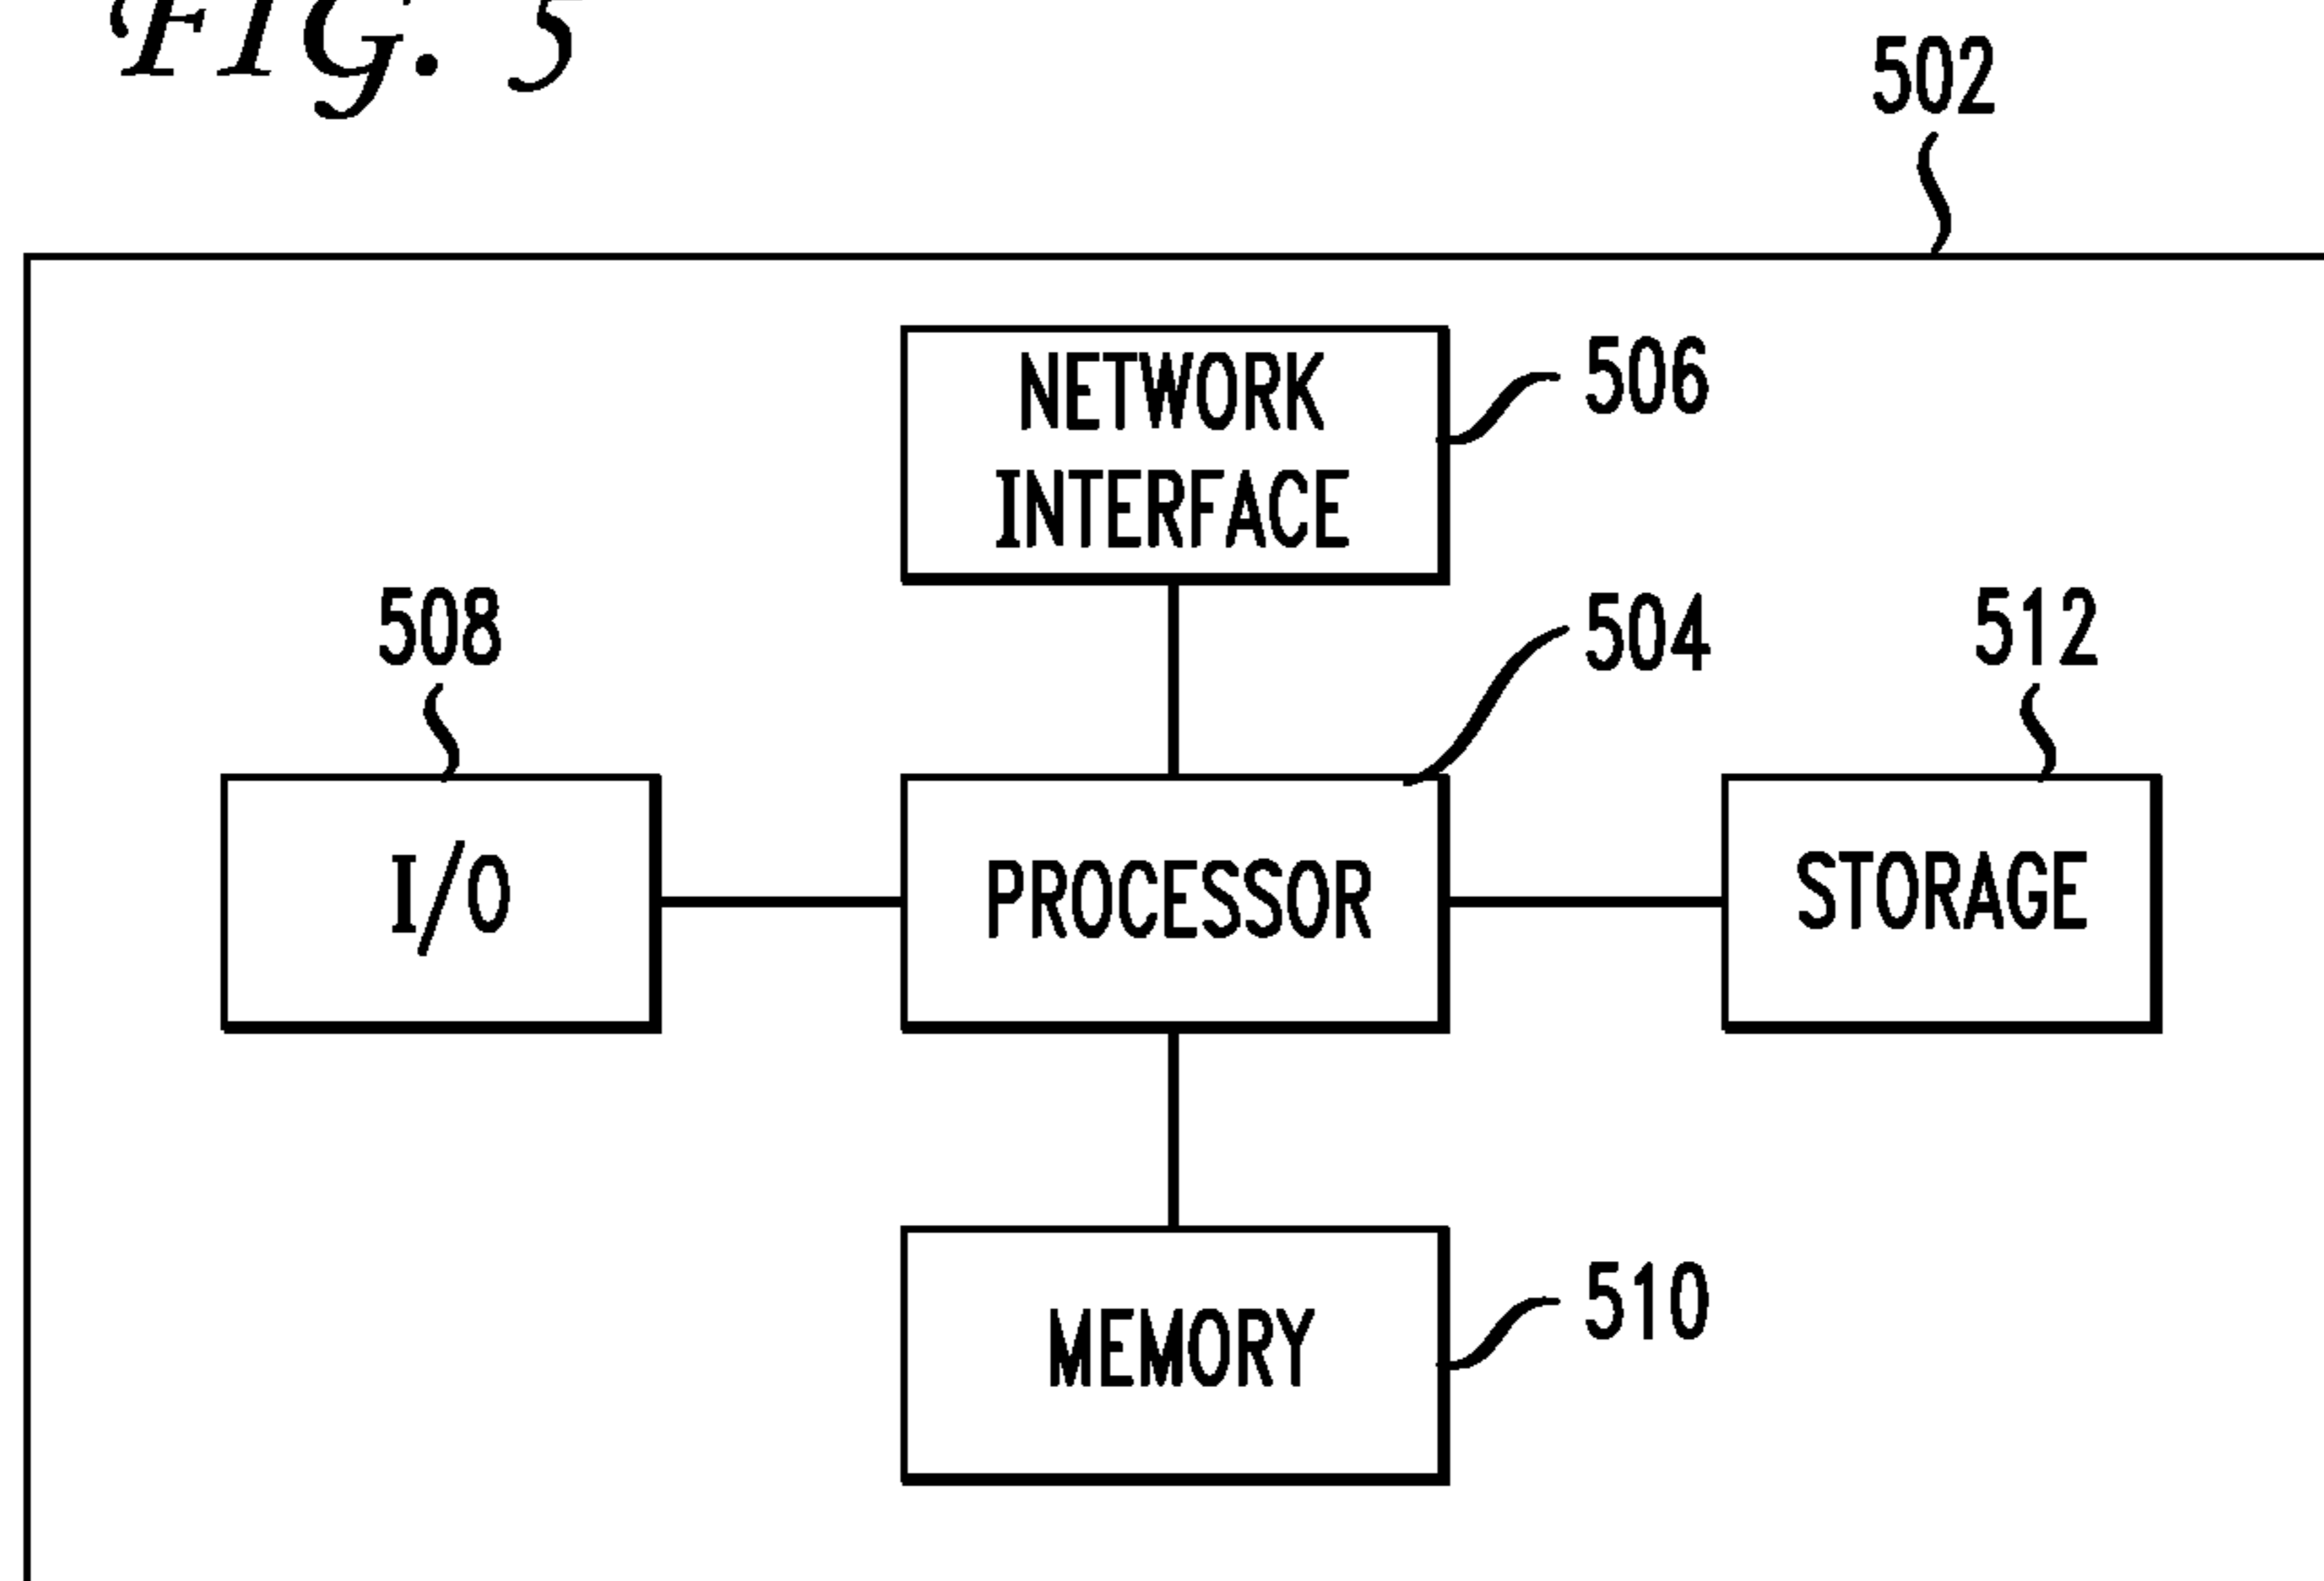 FIG. 5
502
NETWORK
INTERFACE
506
508
504
512
I/O
PROCESSOR
STORAGE
MEMORY
510